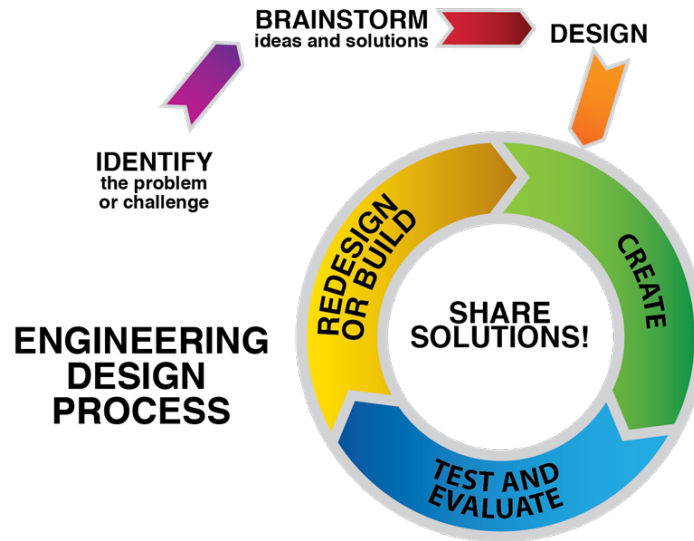 BRAINSTORM
ideas and solutions
DESIGN
IDENTIFY
the problem
or challenge
REDESIGN
OR BUILD
CREATE
SHARE
SOLUTIONS!
ENGINEERING
DESIGN
PROCESS
TEST AND
EVALUATE